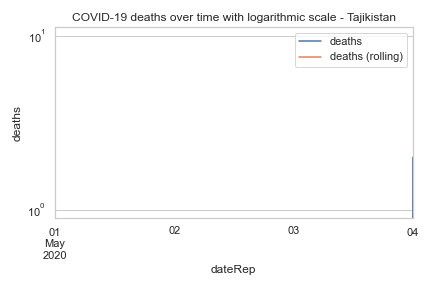 COVID-19 deaths over time with logarithmic scale - Tajikistan
deaths
deaths (rolling)
deaths
10¹
10⁰
01
May
2020
02
03
04
dateRep